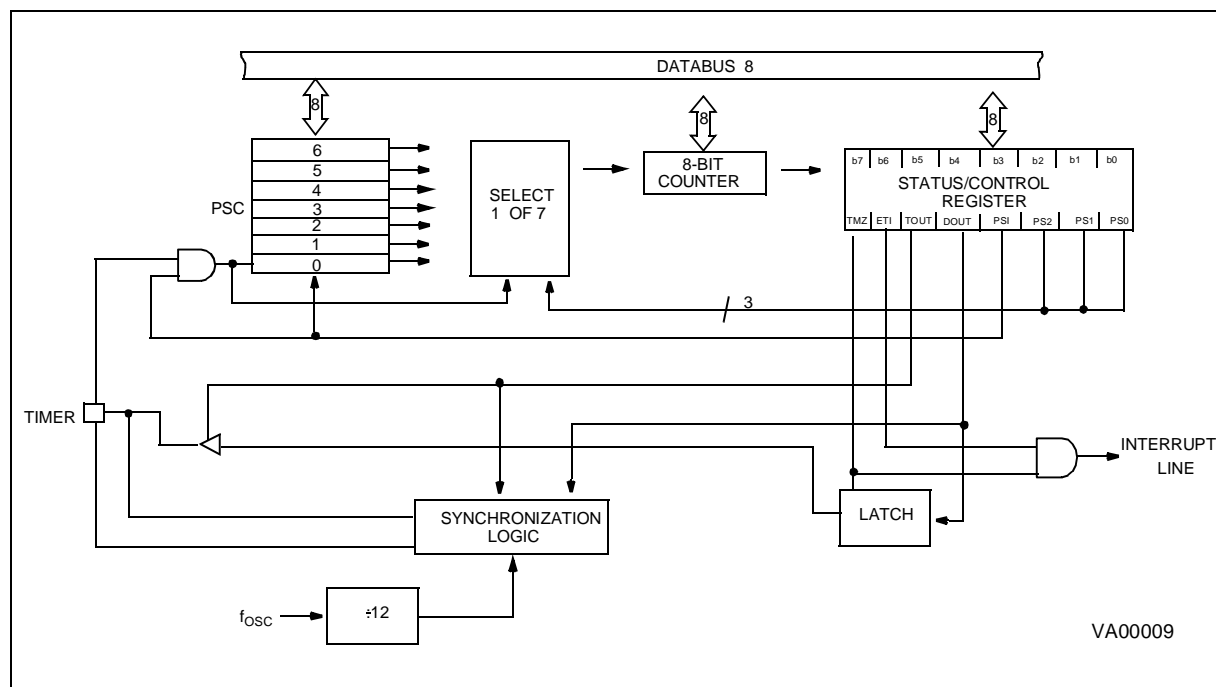 DATABUS 8
8
8
8
6
5
4
3
2
1
0
PSC
SELECT
1 OF 7
8-BIT
COUNTER
b7 b6 b5 b4 b3 b2 b1 b0
STATUS/CONTROL
REGISTER
TMZ ETI TOUT DOUT PSI PS2 PS1 PS0
3
TIMER
INTERRUPT
LINE
SYNCHRONIZATION
LOGIC
LATCH
fOSC
÷12
VA00009